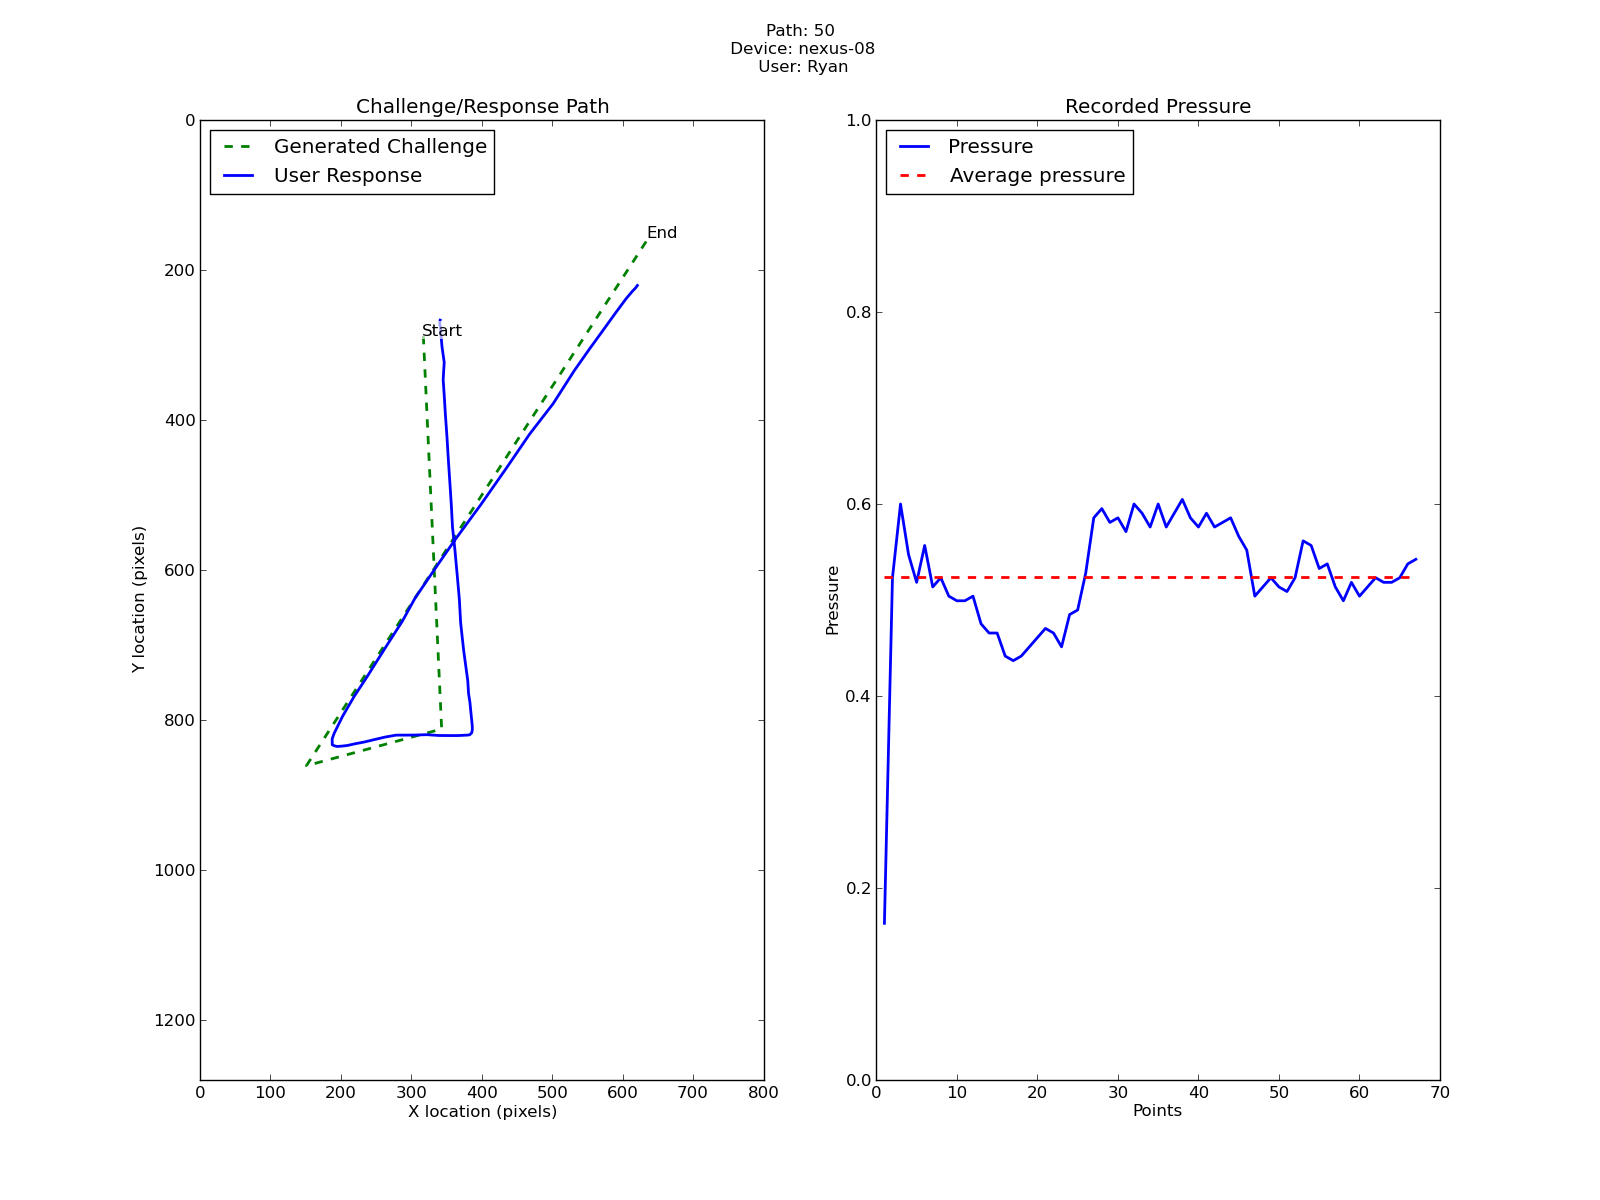 Path: 50
Device: nexus-08
User: Ryan
Challenge/Response Path
Generated Challenge
User Response
Start
End
0
200
400
600
800
1000
1200
Y location (pixels)
0 100 200 300 400 500 600 700 800
X location (pixels)
Recorded Pressure
Pressure
Average pressure
1.0
0.8
0.6
0.4
0.2
0.0
Pressure
0 10 20 30 40 50 60 70
Points